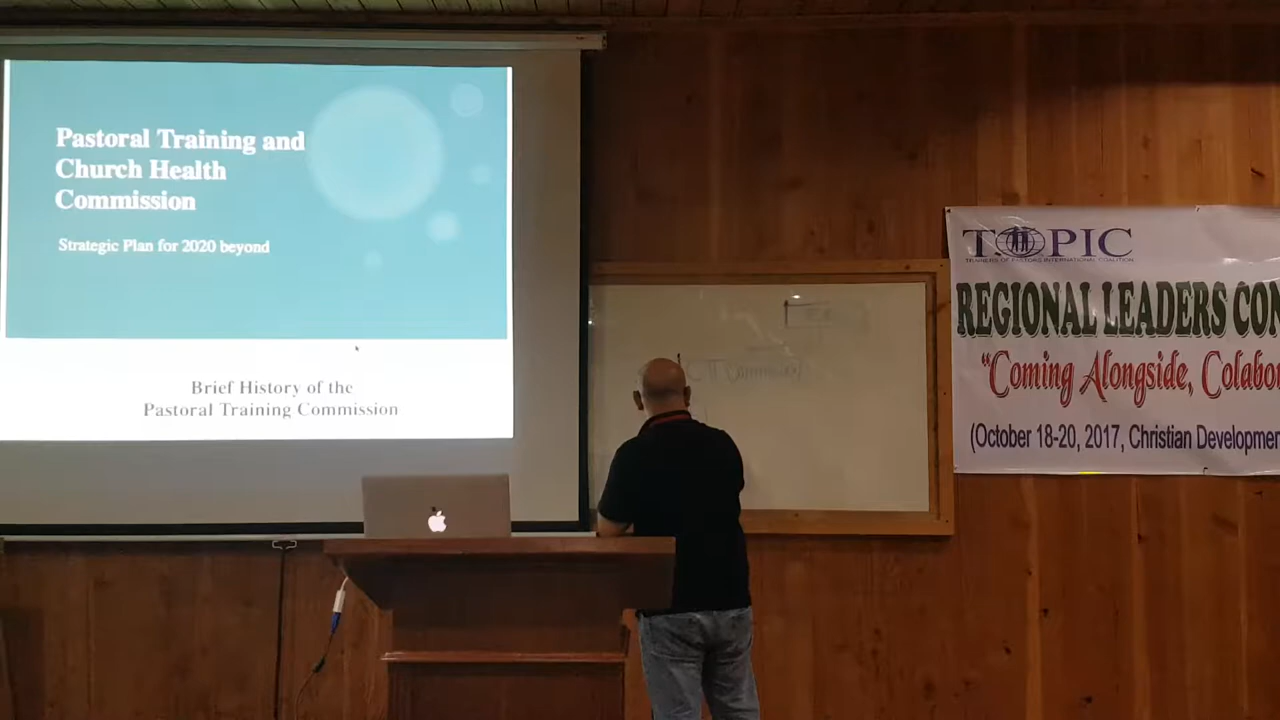 Pastoral Training and
Church Health
Commission
Strategic Plan for 2020 beyond
Brief History of the
Pastoral Training Commission
TOPIC
TRAINERS OF PASTORS INTERNATIONAL COALITION
REGIONAL LEADERS CON
“Coming Alongside, Colabor
(October 18-20, 2017, Christian Developmen